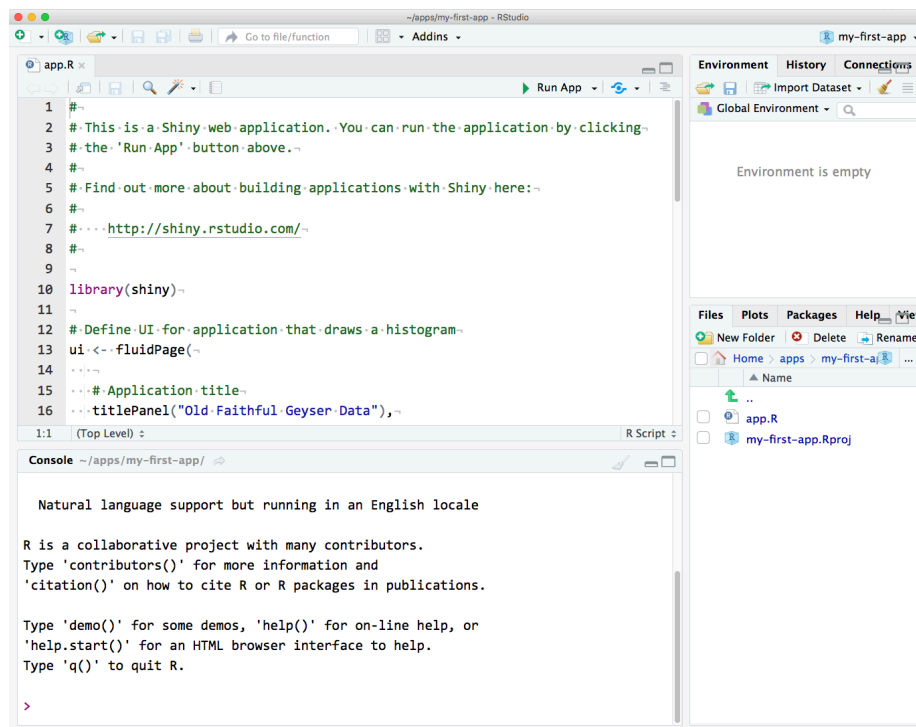 ~/apps/my-first-app - RStudio
Go to file/function
Addins
my-first-app
app.R
Run App
1 #
2 # This is a Shiny web application. You can run the application by clicking
3 # the 'Run App' button above.
4 #
5 # Find out more about building applications with Shiny here:
6 #
7 #    http://shiny.rstudio.com/
8 #
9
10 library(shiny)
11
12 # Define UI for application that draws a histogram
13 ui <- fluidPage(
14
15    # Application title
16    titlePanel("Old Faithful Geyser Data"),
1:1 (Top Level) R Script
Console ~/apps/my-first-app/
Natural language support but running in an English locale
R is a collaborative project with many contributors.
Type 'contributors()' for more information and
'citation()' on how to cite R or R packages in publications.
Type 'demo()' for some demos, 'help()' for on-line help, or
'help.start()' for an HTML browser interface to help.
Type 'q()' to quit R.
>
Environment History Connections
Import Dataset
Global Environment
Environment is empty
Files Plots Packages Help
New Folder Delete Rename
Home > apps > my-first-a ...
Name
..
app.R
my-first-app.Rproj